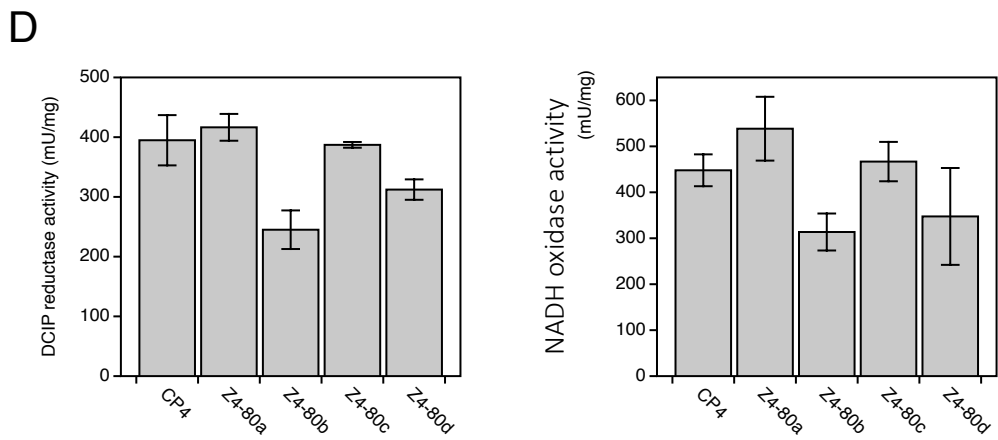 D
DCIP reductase activity (mU/mg)
500
400
300
200
100
0
CP4
Z4-80a
Z4-80b
Z4-80c
Z4-80d
NADH oxidase activity
(mU/mg)
600
500
400
300
200
100
0
CP4
Z4-80a
Z4-80b
Z4-80c
Z4-80d